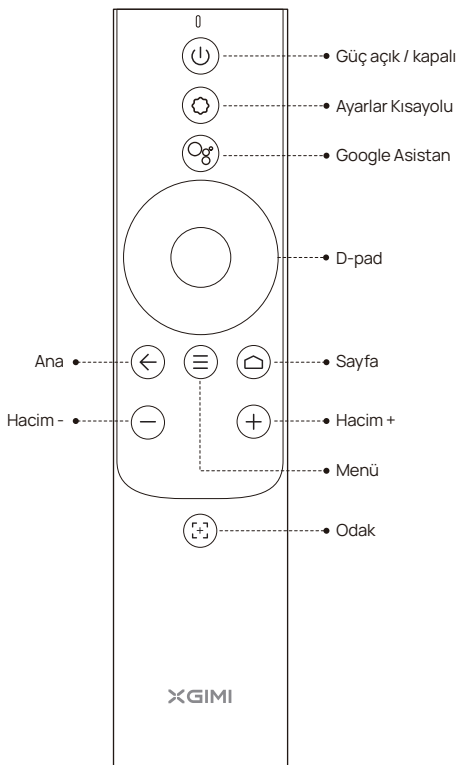 Güç açık / kapalı
Ayarlar Kısayolu
Google Asistan
D-pad
Ana
Sayfa
Hacim -
Hacim +
Menü
Odak
XGIMI